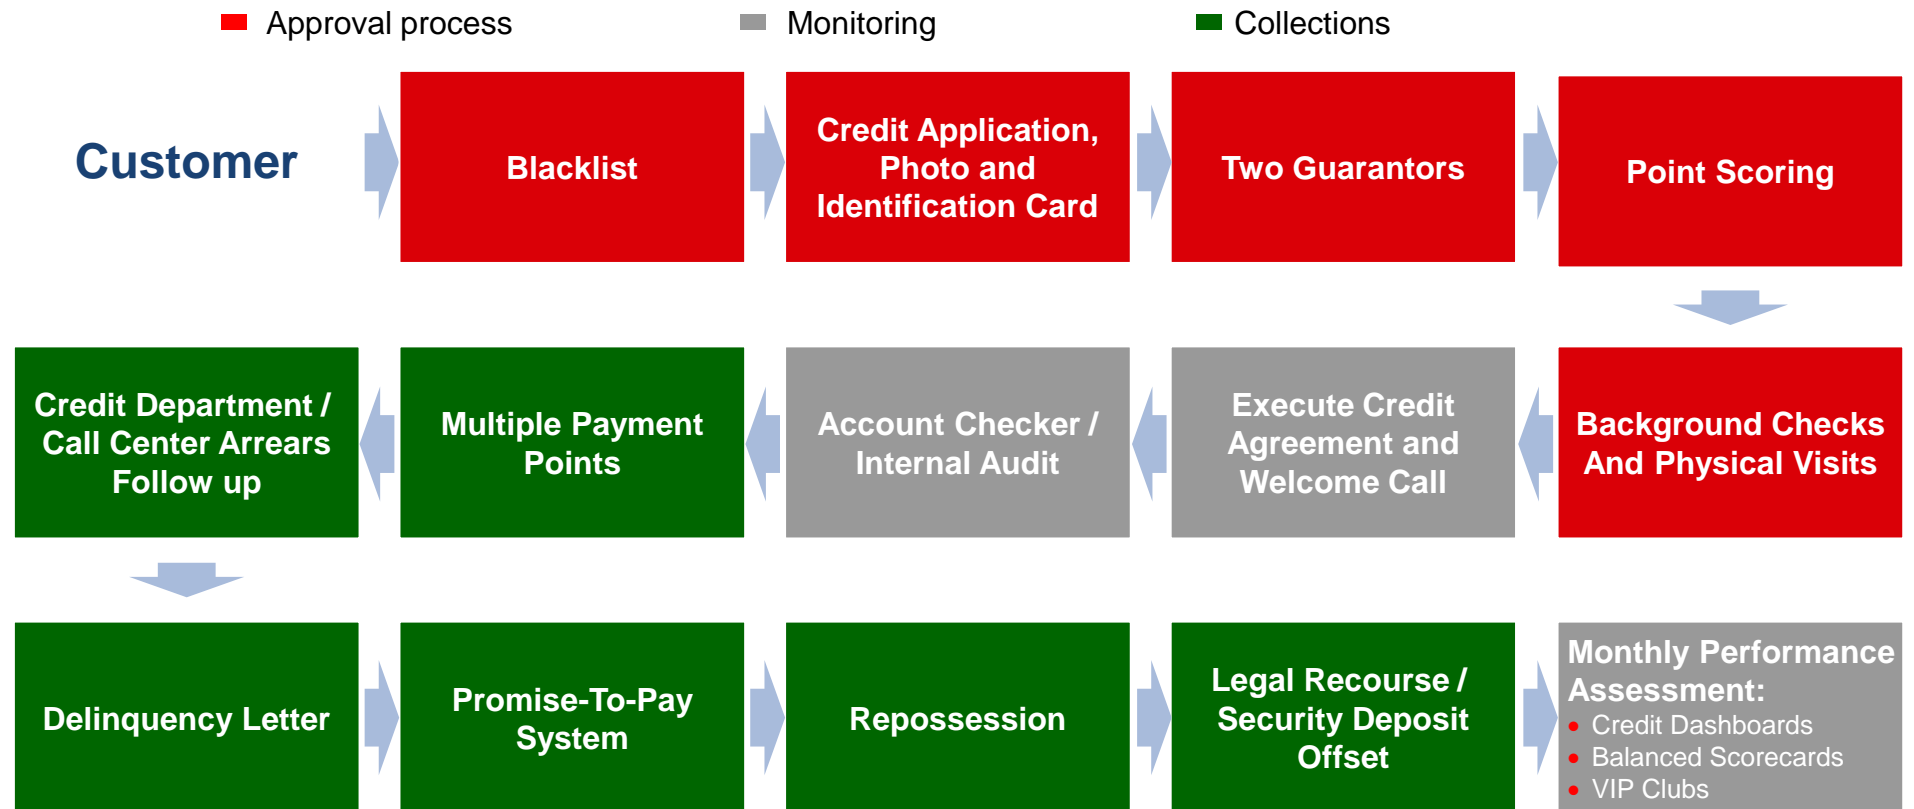 Approval process
Monitoring
Collections
Customer
Blacklist
Credit Application,
Photo and
Identification Card
Two Guarantors
Point Scoring
Credit Department /
Call Center Arrears
Follow up
Multiple Payment
Points
Account Checker /
Internal Audit
Execute Credit
Agreement and
Welcome Call
Background Checks
And Physical Visits
Delinquency Letter
Promise-To-Pay
System
Repossession
Legal Recourse /
Security Deposit
Offset
Monthly Performance
Assessment:
• Credit Dashboards
• Balanced Scorecards
• VIP Clubs